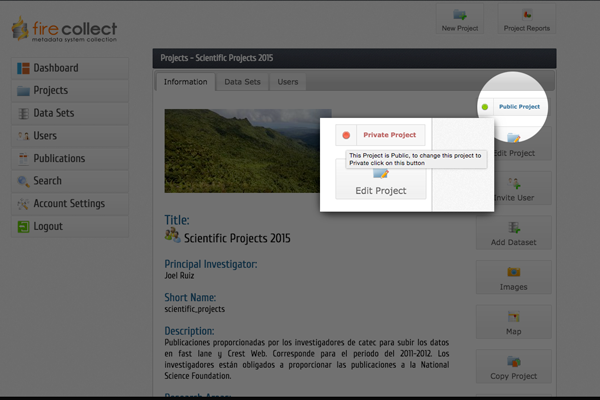 fire collect
metadata system collection
New Project
Project Reports
Dashboard
Projects
Data Sets
Users
Publications
Search
Account Settings
Logout
Projects - Scientific Projects 2015
Information
Data Sets
Users
Public Project
Private Project
This Project is Public, to change this project to
Private click on this button
Edit Project
Edit Project
Invite User
Add Dataset
Images
Map
Copy Project
Title:
Scientific Projects 2015
Principal Investigator:
Joel Ruiz
Short Name:
scientific_projects
Description:
Publicaciones proporcionadas por los investigadores de catec para subir los datos
en fast lane y Crest Web. Corresponde para el periodo del 2011-2012. Los
investigadores están obligados a proporcionar las publicaciones a la National
Science Foundation.